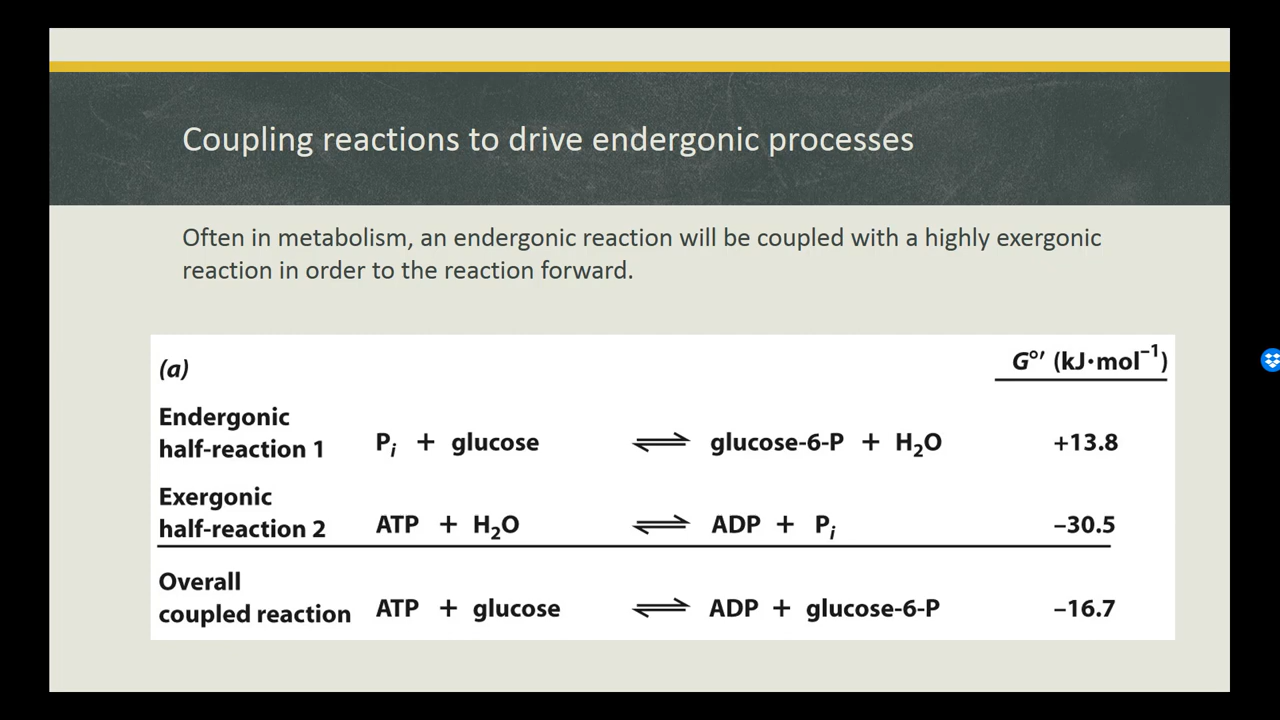 Coupling reactions to drive endergonic processes
Often in metabolism, an endergonic reaction will be coupled with a highly exergonic
reaction in order to the reaction forward.
(a) G°′ (kJ·mol⁻¹)
Endergonic
half-reaction 1 Pᵢ + glucose ⇌ glucose-6-P + H₂O +13.8
Exergonic
half-reaction 2 ATP + H₂O ⇌ ADP + Pᵢ –30.5
Overall
coupled reaction ATP + glucose ⇌ ADP + glucose-6-P –16.7